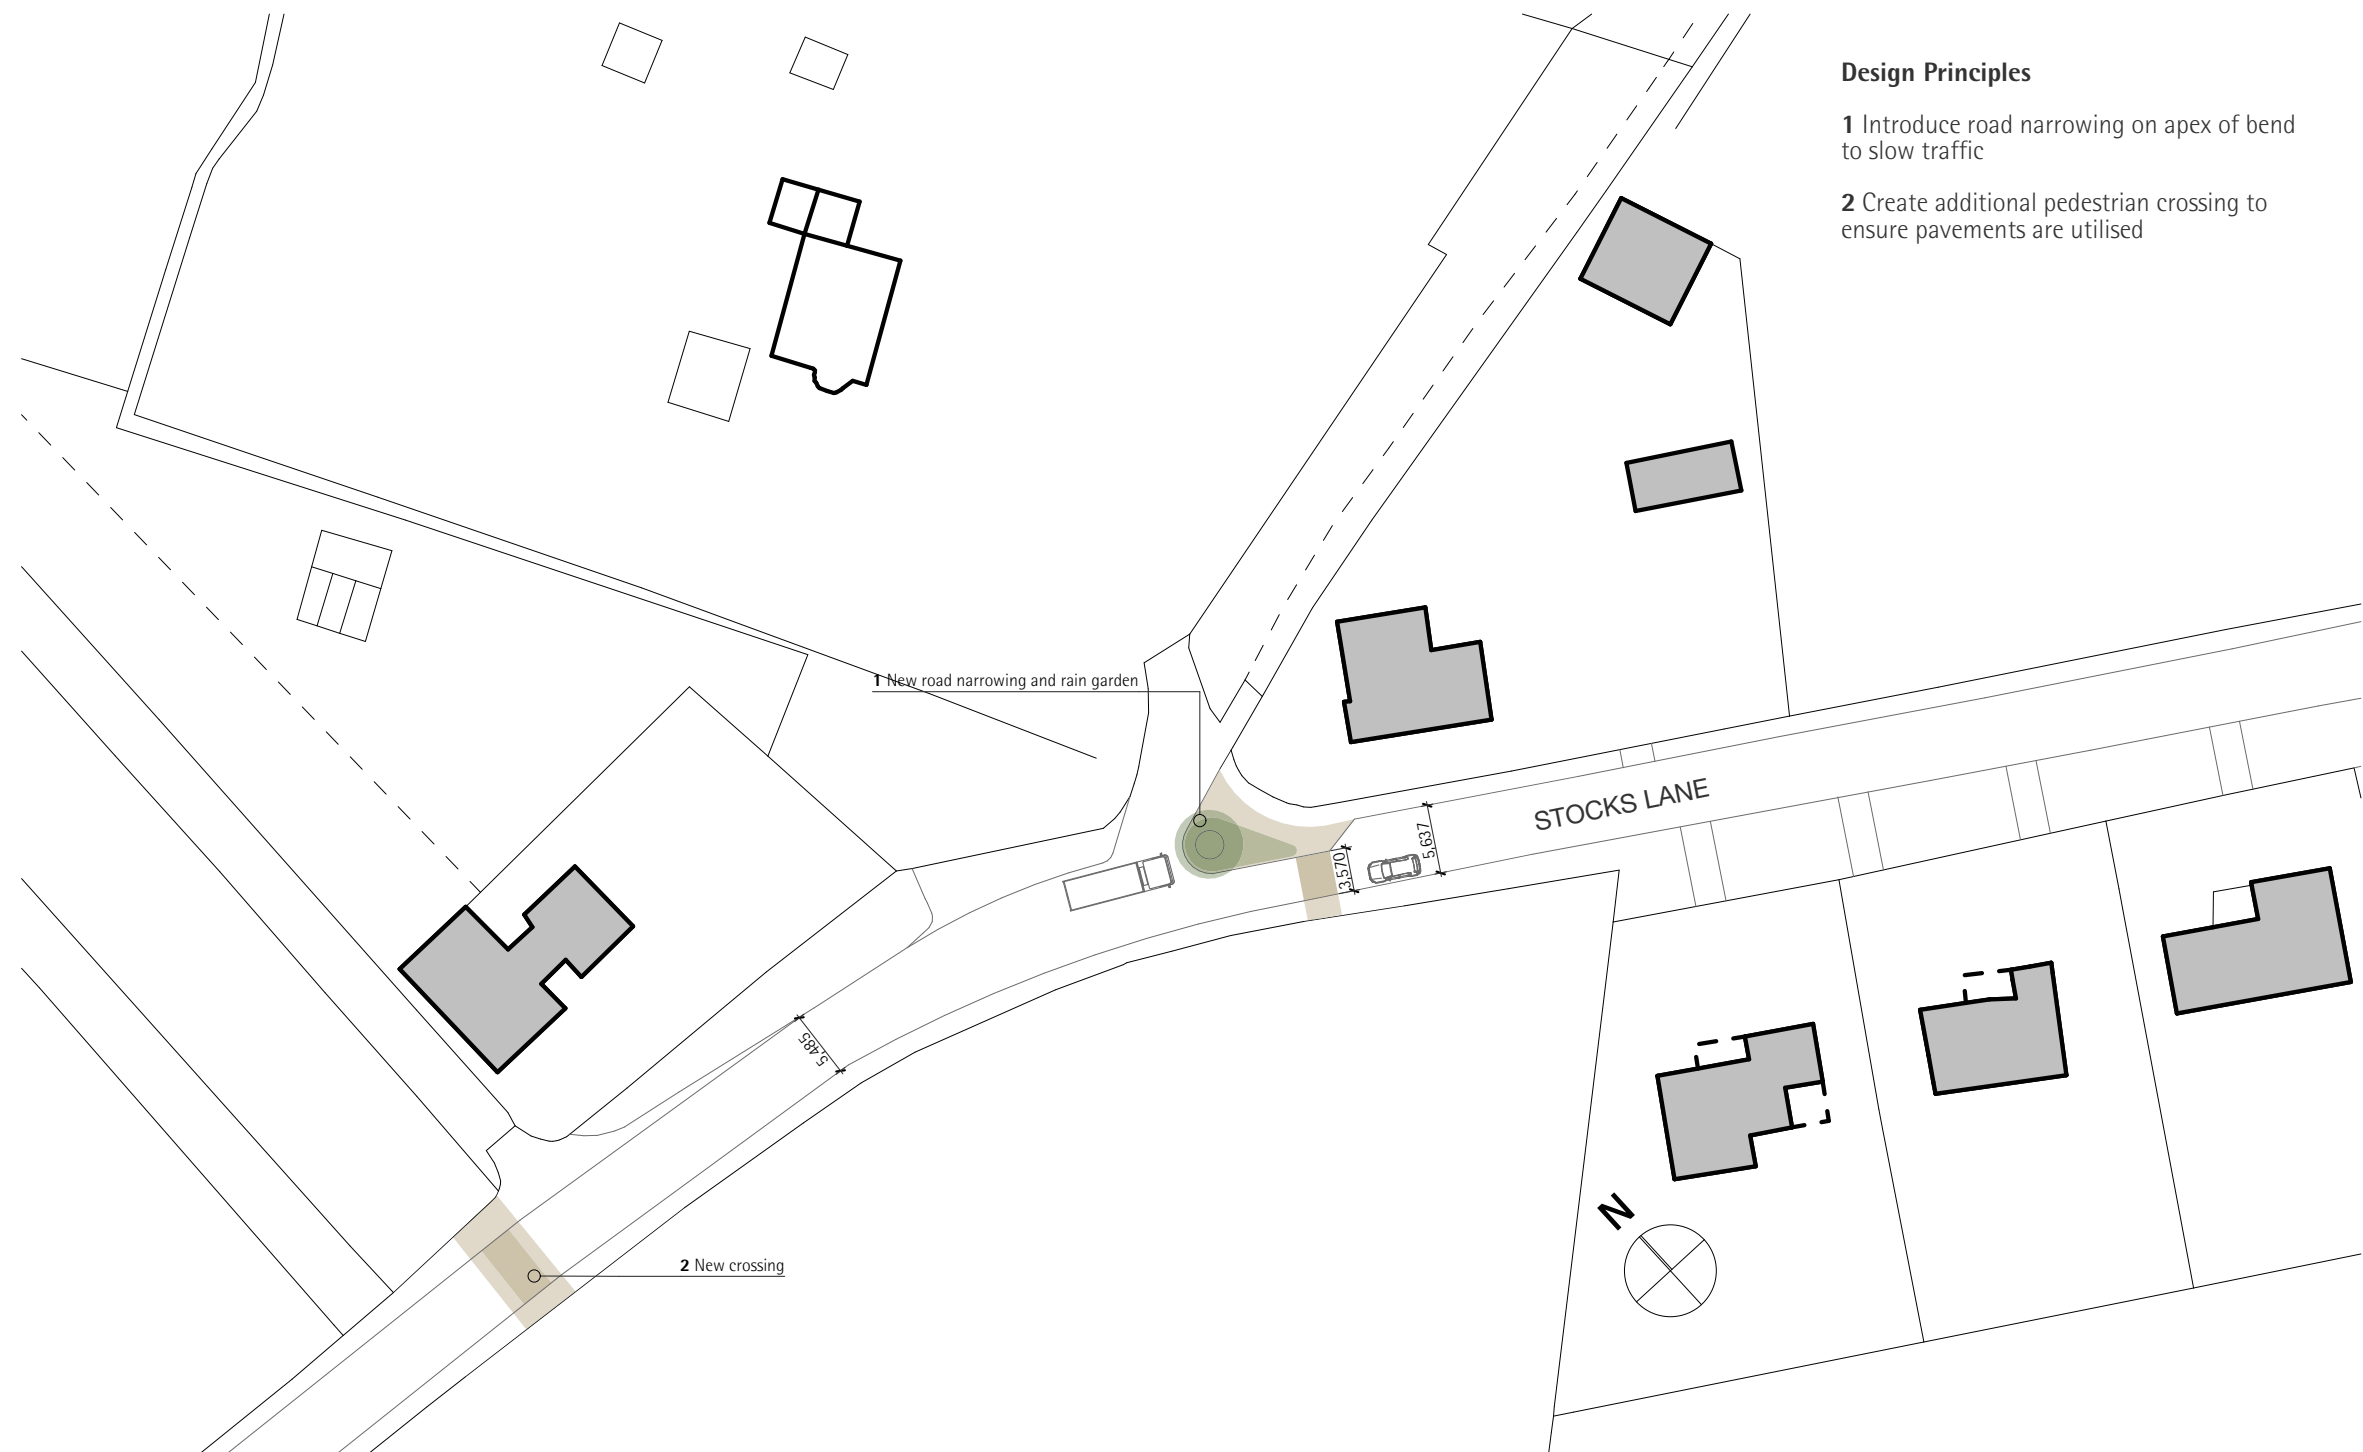 Design Principles
1 Introduce road narrowing on apex of bend
to slow traffic
2 Create additional pedestrian crossing to
ensure pavements are utilised
1 New road narrowing and rain garden
STOCKS LANE
5,637
3,570
5,485
N
2 New crossing